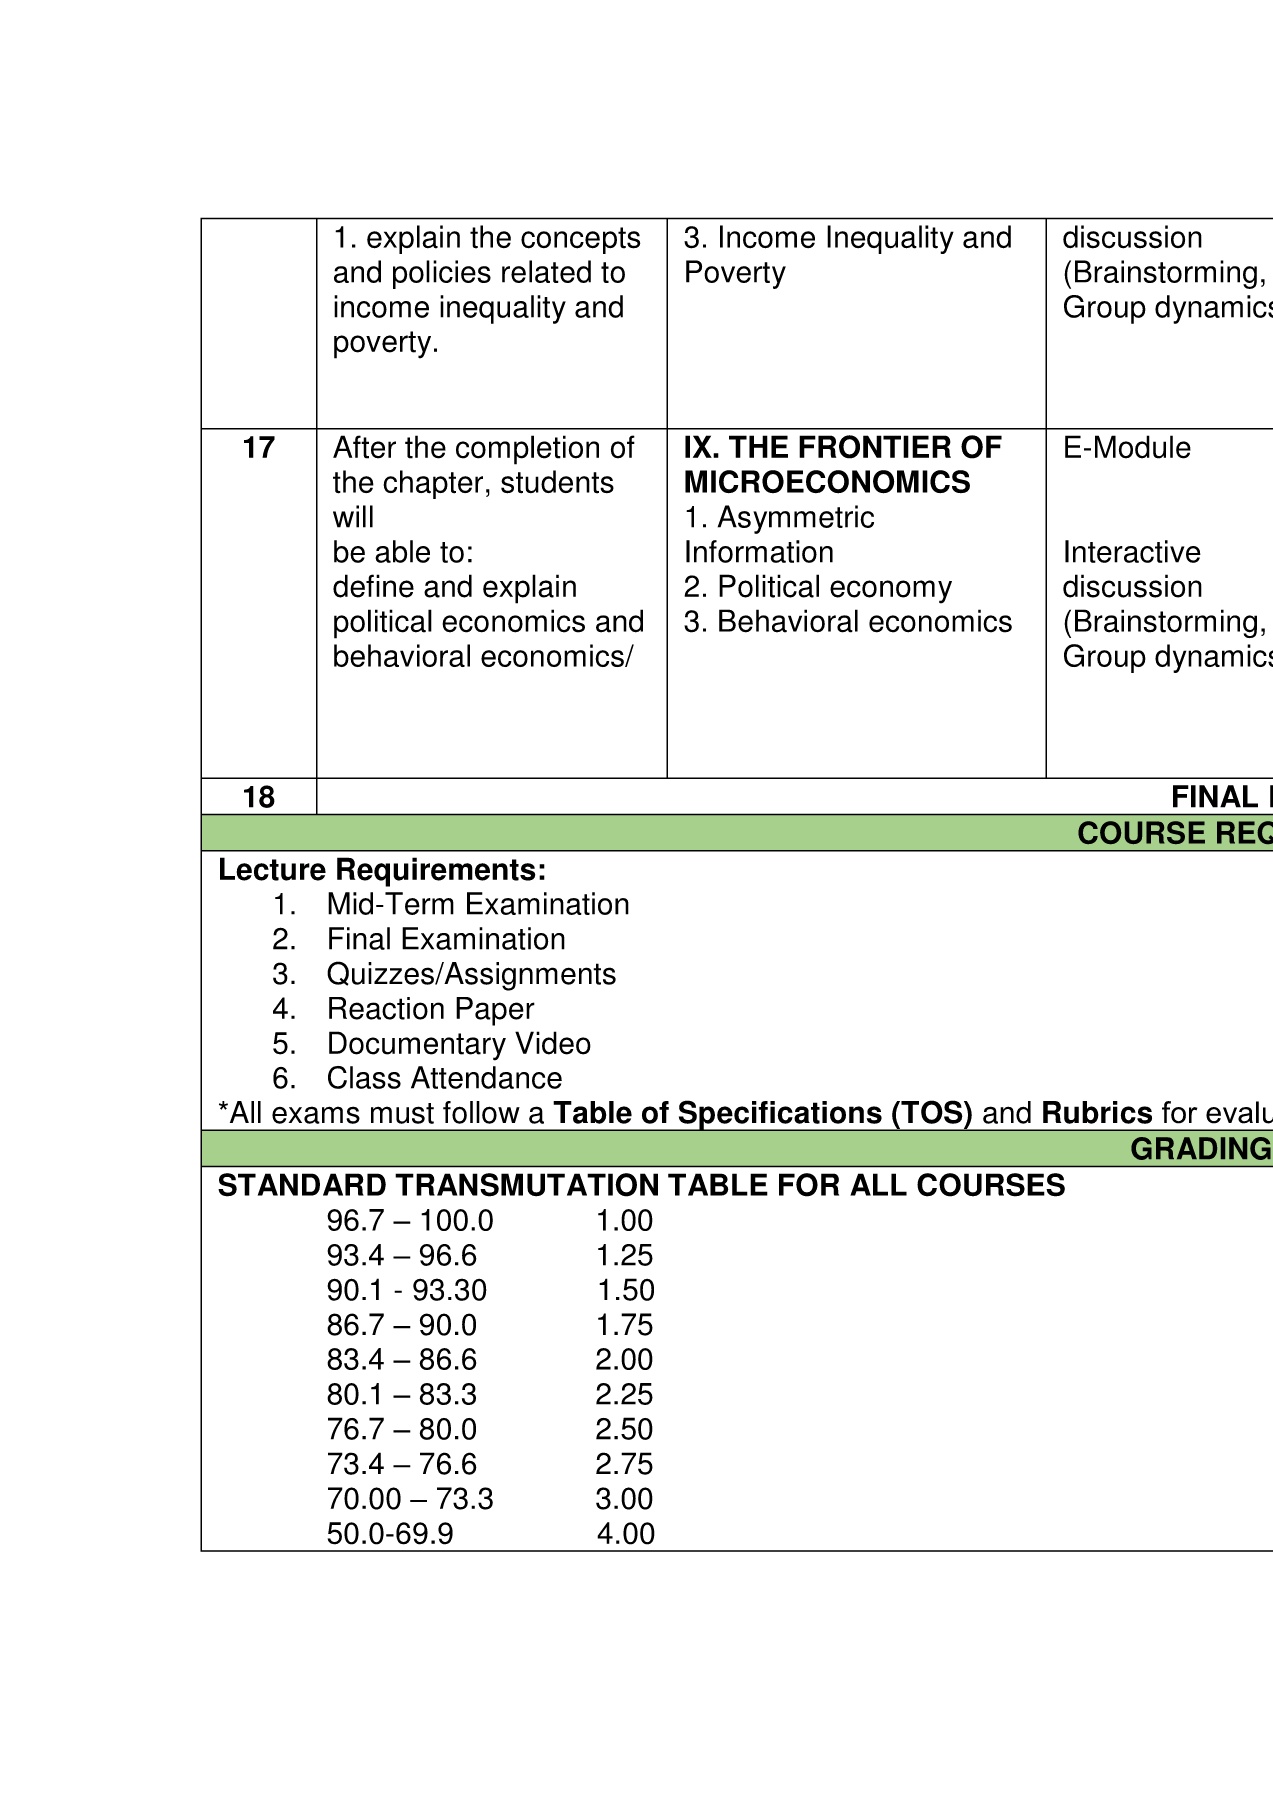 1. explain the concepts
and policies related to
income inequality and
poverty.
3. Income Inequality and
Poverty
discussion
(Brainstorming,
Group dynamics
17
After the completion of
the chapter, students
will
be able to:
define and explain
political economics and
behavioral economics/
IX. THE FRONTIER OF
MICROECONOMICS
1. Asymmetric
Information
2. Political economy
3. Behavioral economics
E-Module
Interactive
discussion
(Brainstorming,
Group dynamics
18
FINAL
COURSE REQ
Lecture Requirements:
1. Mid-Term Examination
2. Final Examination
3. Quizzes/Assignments
4. Reaction Paper
5. Documentary Video
6. Class Attendance
*All exams must follow a Table of Specifications (TOS) and Rubrics for evalu
GRADING
STANDARD TRANSMUTATION TABLE FOR ALL COURSES
96.7 – 100.0 1.00
93.4 – 96.6 1.25
90.1 - 93.30 1.50
86.7 – 90.0 1.75
83.4 – 86.6 2.00
80.1 – 83.3 2.25
76.7 – 80.0 2.50
73.4 – 76.6 2.75
70.00 – 73.3 3.00
50.0-69.9 4.00